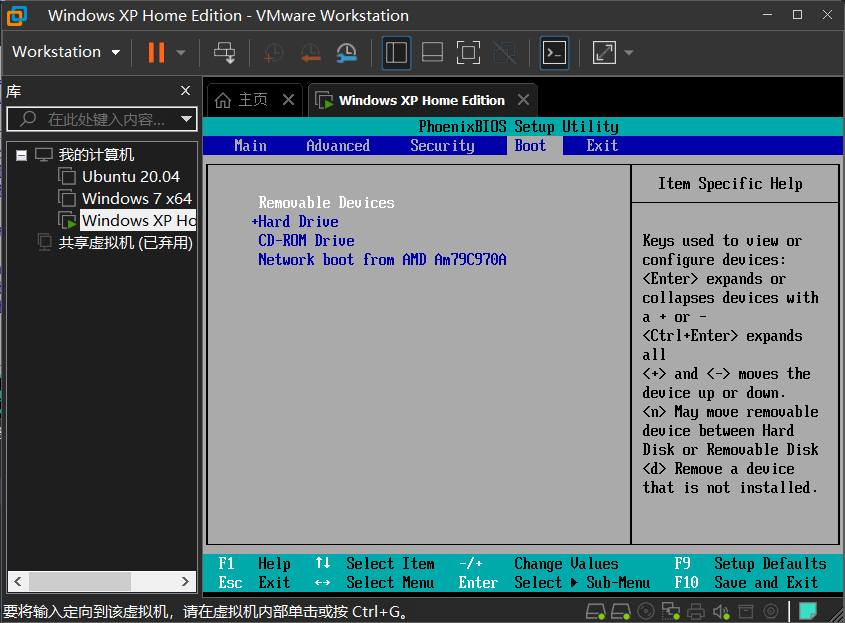 Windows XP Home Edition - VMware Workstation
Workstation
库
在此处键入内容...
我的计算机
Ubuntu 20.04
Windows 7 x64
Windows XP Ho
共享虚拟机 (已弃用)
主页
Windows XP Home Edition
PhoenixBIOS Setup Utility
Main Advanced Security Boot Exit
Removable Devices
+Hard Drive
CD-ROM Drive
Network boot from AMD Am79C970A
Item Specific Help
Keys used to view or
configure devices:
<Enter> expands or
collapses devices with
a + or -
<Ctrl+Enter> expands
all
<+> and <-> moves the
device up or down.
<n> May move removable
device between Hard
Disk or Removable Disk
<d> Remove a device
that is not installed.
F1 Help ↑↓ Select Item -/+ Change Values F9 Setup Defaults
Esc Exit ↔ Select Menu Enter Select ▶ Sub-Menu F10 Save and Exit
要将输入定向到该虚拟机，请在虚拟机内部单击或按 Ctrl+G。